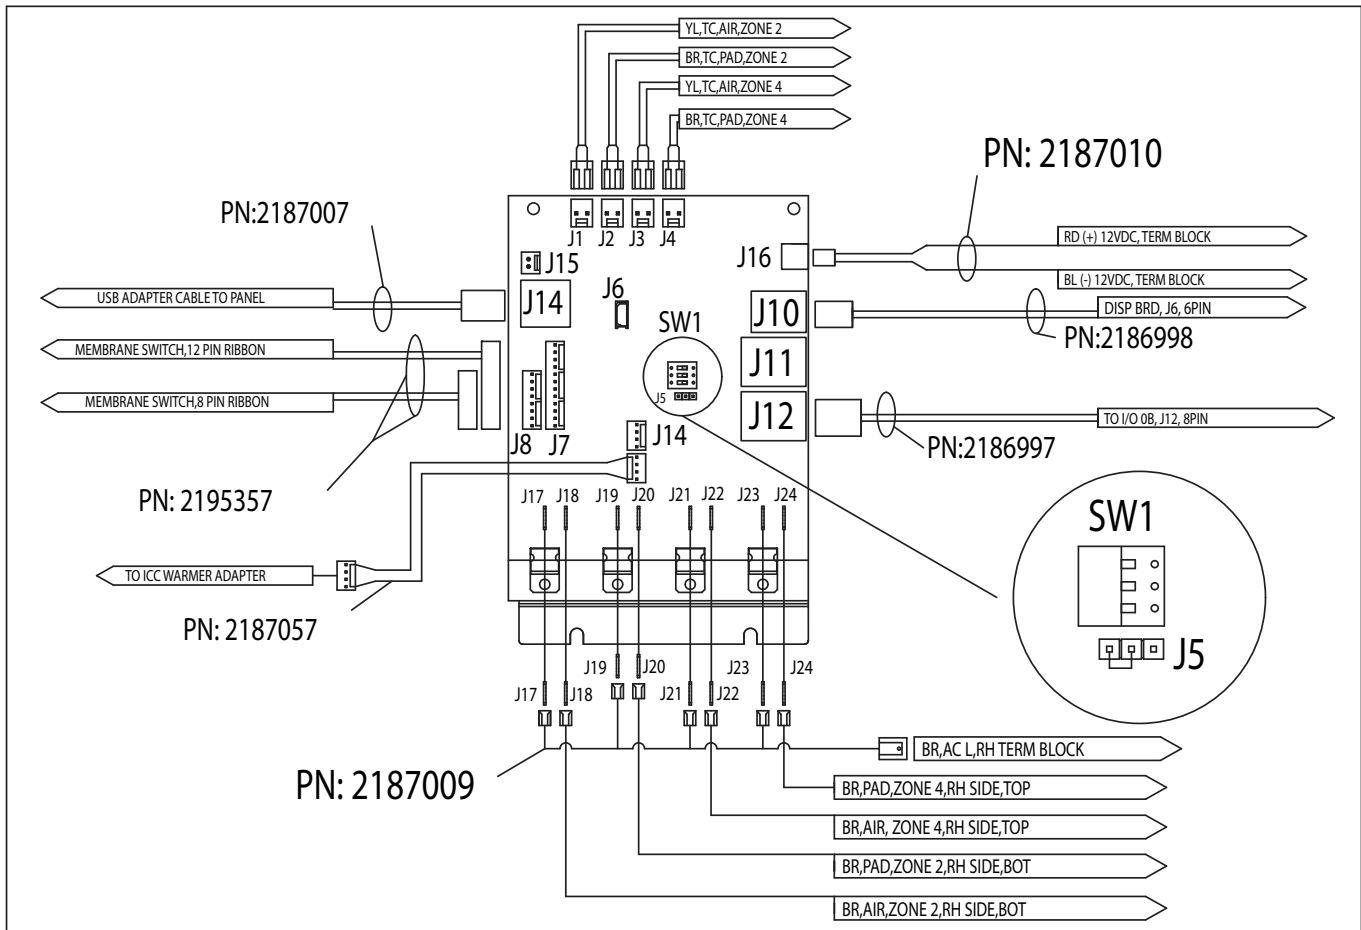 YL,TC,AIR,ZONE 2
BR,TC,PAD,ZONE 2
YL,TC,AIR,ZONE 4
BR,TC,PAD,ZONE 4
PN: 2187010
PN:2187007
J1 J2 J3 J4
RD (+) 12VDC, TERM BLOCK
J16
BL (-) 12VDC, TERM BLOCK
J15
USB ADAPTER CABLE TO PANEL
J14
J6
J10
DISP BRD, J6, 6PIN
SW1
PN:2186998
MEMBRANE SWITCH,12 PIN RIBBON
J11
J5
MEMBRANE SWITCH,8 PIN RIBBON
J12
TO I/O 0B, J12, 8PIN
J8 J7
J14
PN:2186997
PN: 2195357
J17 J18 J19 J20 J21 J22 J23 J24
SW1
TO ICC WARMER ADAPTER
PN: 2187057
J5
J19 J20 J23 J24
J17 J18 J21 J22
BR,AC L,RH TERM BLOCK
PN: 2187009
BR,PAD,ZONE 4,RH SIDE,TOP
BR,AIR, ZONE 4,RH SIDE,TOP
BR,PAD,ZONE 2,RH SIDE,BOT
BR,AIR,ZONE 2,RH SIDE,BOT